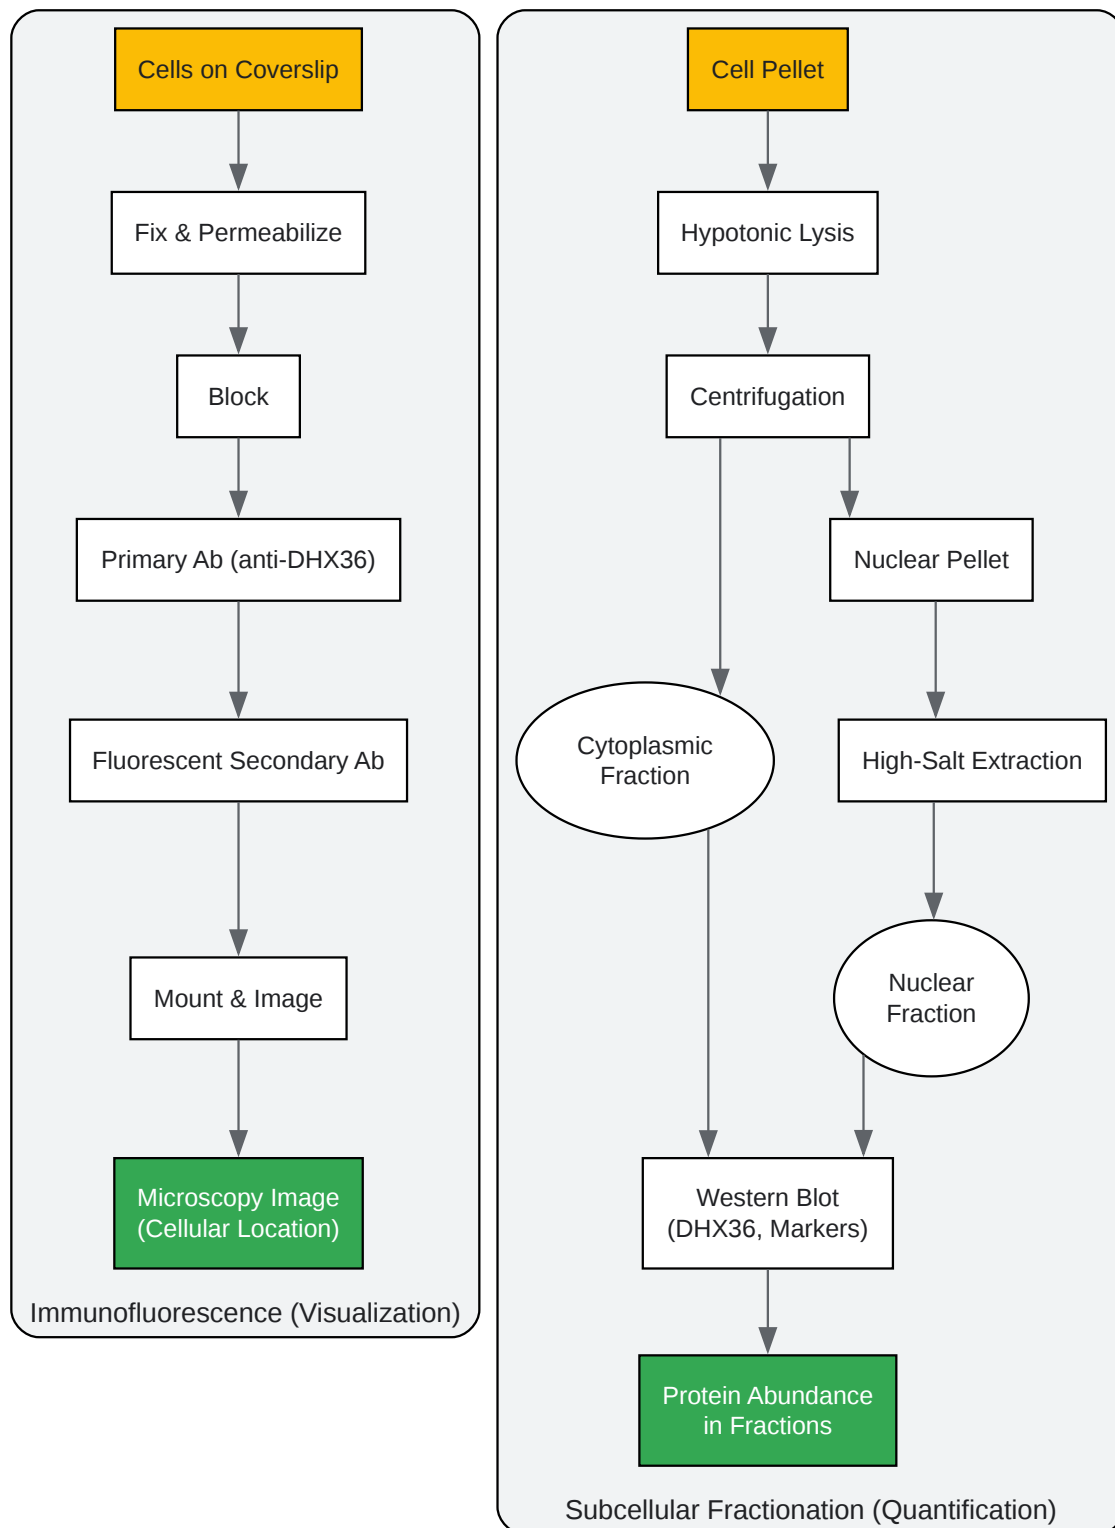 Cells on Coverslip
Fix & Permeabilize
Block
Primary Ab (anti-DHX36)
Fluorescent Secondary Ab
Mount & Image
Microscopy Image
(Cellular Location)
Immunofluorescence (Visualization)
Cell Pellet
Hypotonic Lysis
Centrifugation
Nuclear Pellet
Cytoplasmic
Fraction
High-Salt Extraction
Nuclear
Fraction
Western Blot
(DHX36, Markers)
Protein Abundance
in Fractions
Subcellular Fractionation (Quantification)